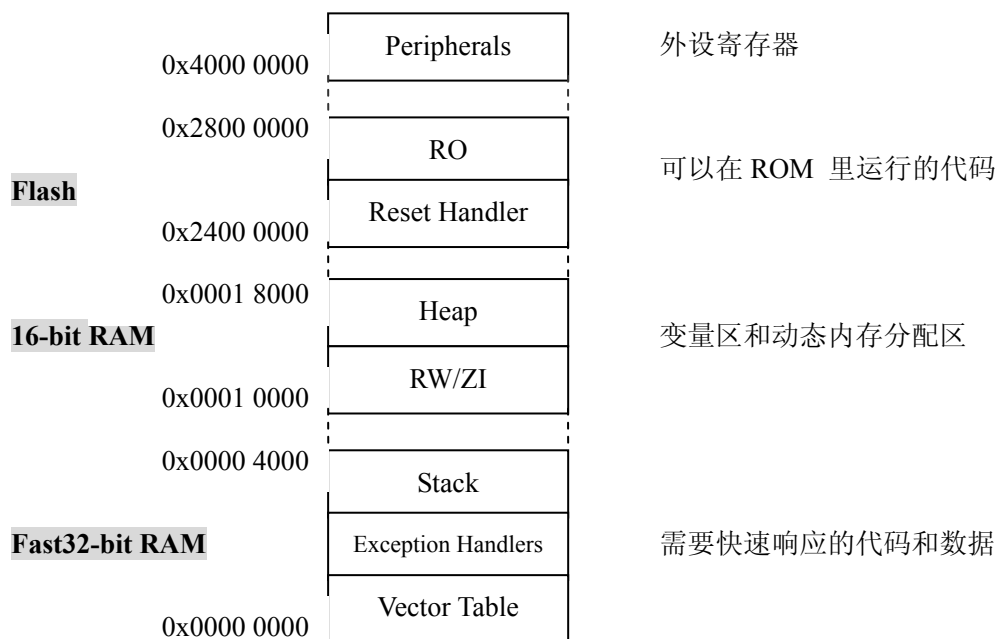 Peripherals 外设寄存器
0x4000 0000
0x2800 0000
RO 可以在 ROM 里运行的代码
Flash
Reset Handler
0x2400 0000
0x0001 8000
Heap
16-bit RAM 变量区和动态内存分配区
RW/ZI
0x0001 0000
0x0000 4000
Stack
Fast32-bit RAM Exception Handlers 需要快速响应的代码和数据
Vector Table
0x0000 0000